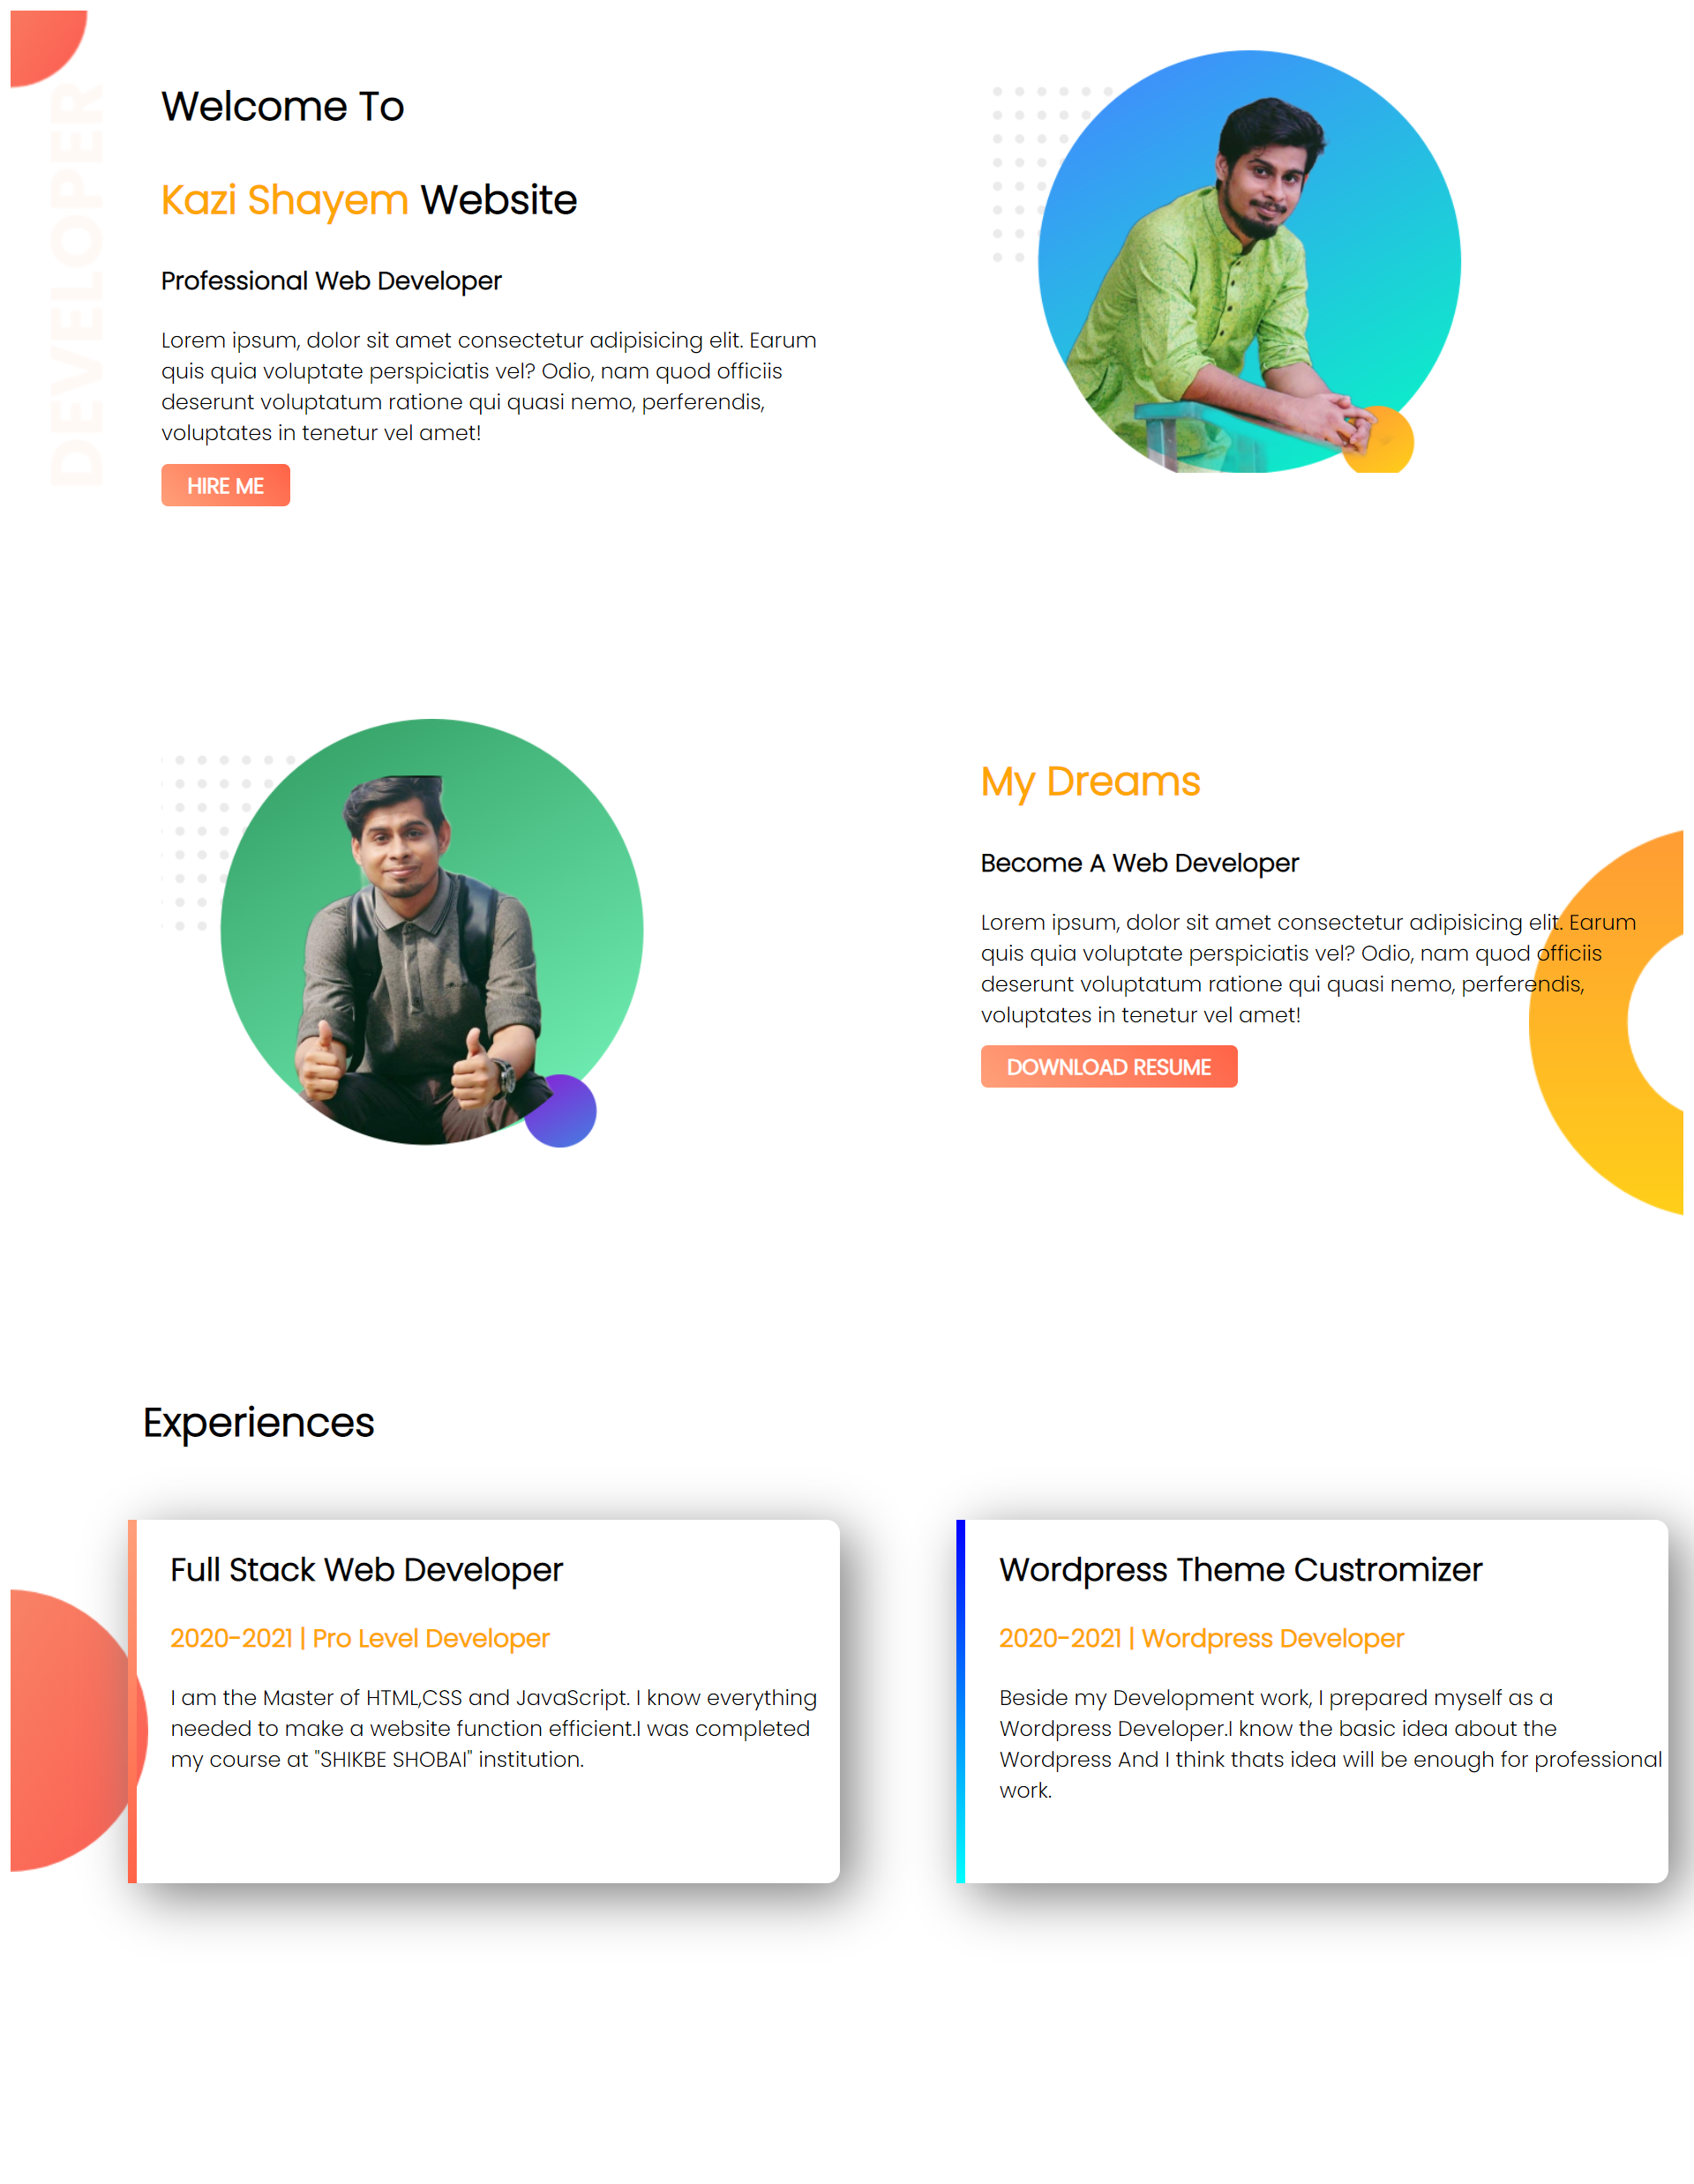 DEVELOPER
Welcome To
Kazi Shayem Website
Professional Web Developer
Lorem ipsum, dolor sit amet consectetur adipisicing elit. Earum
quis quia voluptate perspiciatis vel? Odio, nam quod officiis
deserunt voluptatum ratione qui quasi nemo, perferendis,
voluptates in tenetur vel amet!
HIRE ME
My Dreams
Become A Web Developer
Lorem ipsum, dolor sit amet consectetur adipisicing elit. Earum
quis quia voluptate perspiciatis vel? Odio, nam quod officiis
deserunt voluptatum ratione qui quasi nemo, perferendis,
voluptates in tenetur vel amet!
DOWNLOAD RESUME
Experiences
Full Stack Web Developer
2020-2021 | Pro Level Developer
I am the Master of HTML,CSS and JavaScript. I know everything
needed to make a website function efficient.I was completed
my course at "SHIKBE SHOBAI" institution.
Wordpress Theme Custromizer
2020-2021 | Wordpress Developer
Beside my Development work, I prepared myself as a
Wordpress Developer.I know the basic idea about the
Wordpress And I think thats idea will be enough for professional
work.